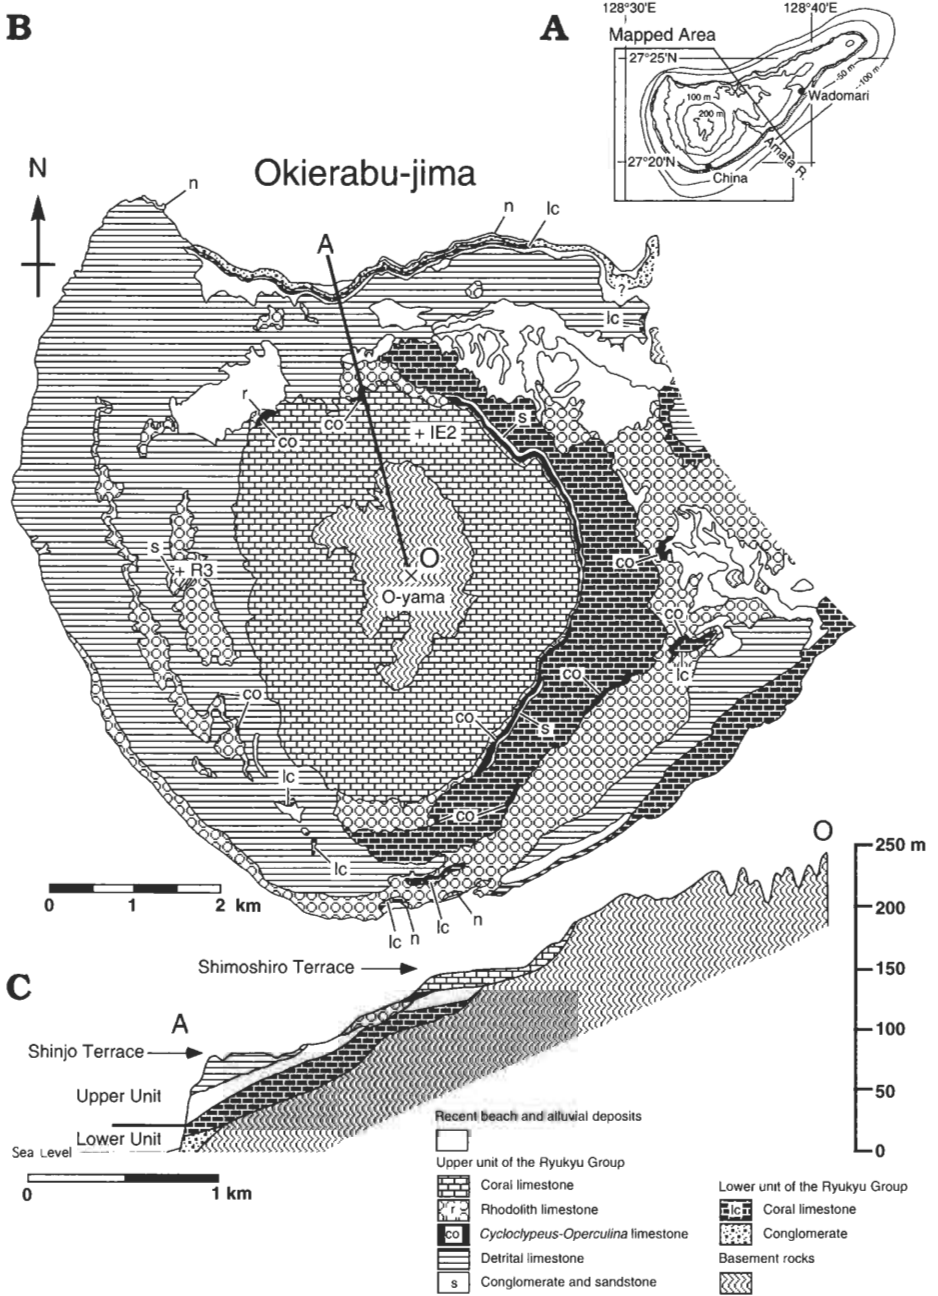 B
A
128°30'E
128°40'E
Mapped Area
27°25'N
50 m
100 m
100 m
200 m
Wadomari
Amata R.
27°20'N
China
N
Okierabu-jima
n
n
lc
A
?
lc
r
co
co
+ IE2
s
s
+ R3
O
×
O-yama
co
co
lc
co
co
co
s
lc
co
lc
lc
n
lc
n
0 1 2 km
O
250 m
200
150
100
50
0
C
Shimoshiro Terrace
A
Shinjo Terrace
Upper Unit
Lower Unit
Sea Level
0 1 km
Recent beach and alluvial deposits
Upper unit of the Ryukyu Group
Coral limestone
r Rhodolith limestone
co Cycloclypeus-Operculina limestone
Detrital limestone
s Conglomerate and sandstone
Lower unit of the Ryukyu Group
lc Coral limestone
Conglomerate
Basement rocks